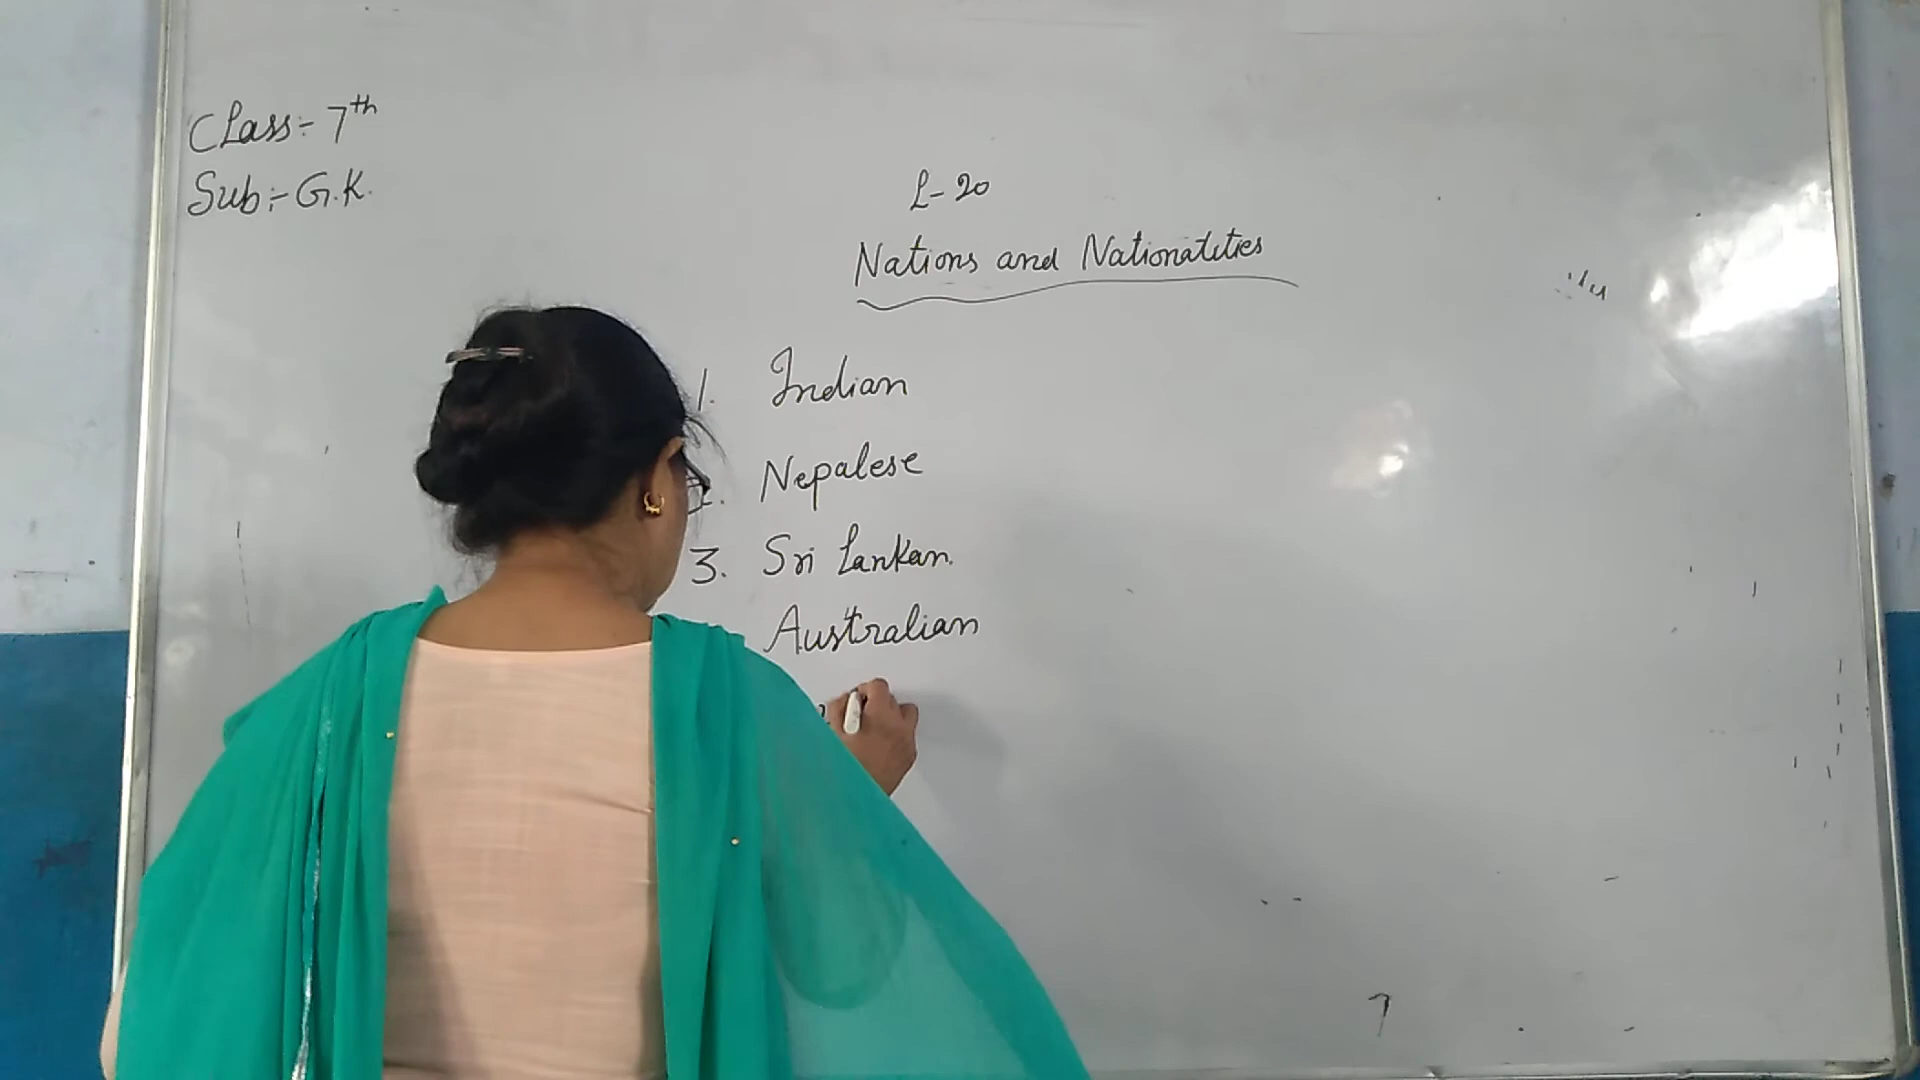 Class:- 7th
Sub:- G.K.
L-20
Nations and Nationalities
1. Indian
2. Nepalese
3. Sri Lankan.
Australian